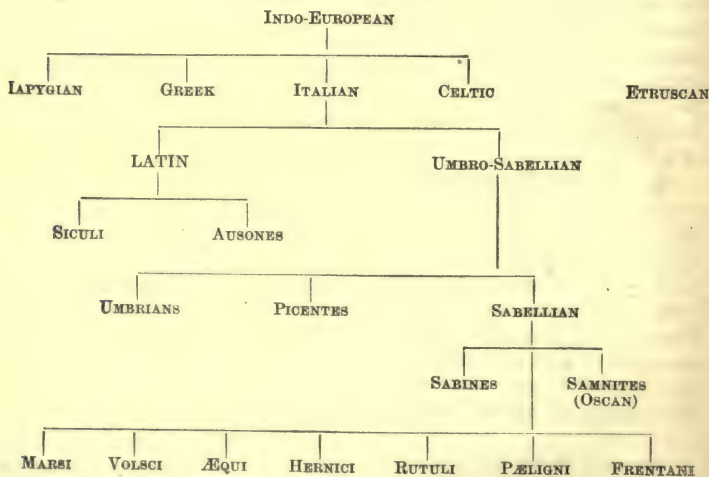 INDO-EUROPEAN
IAPYGIAN GREEK ITALIAN CELTIC ETRUSCAN
LATIN UMBRO-SABELLIAN
SICULI AUSONES
UMBRIANS PICENTES SABELLIAN
SABINES SAMNITES
(OSCAN)
MARSI VOLSCI ÆQUI HERNICI RUTULI PÆLIGNI FRENTANI